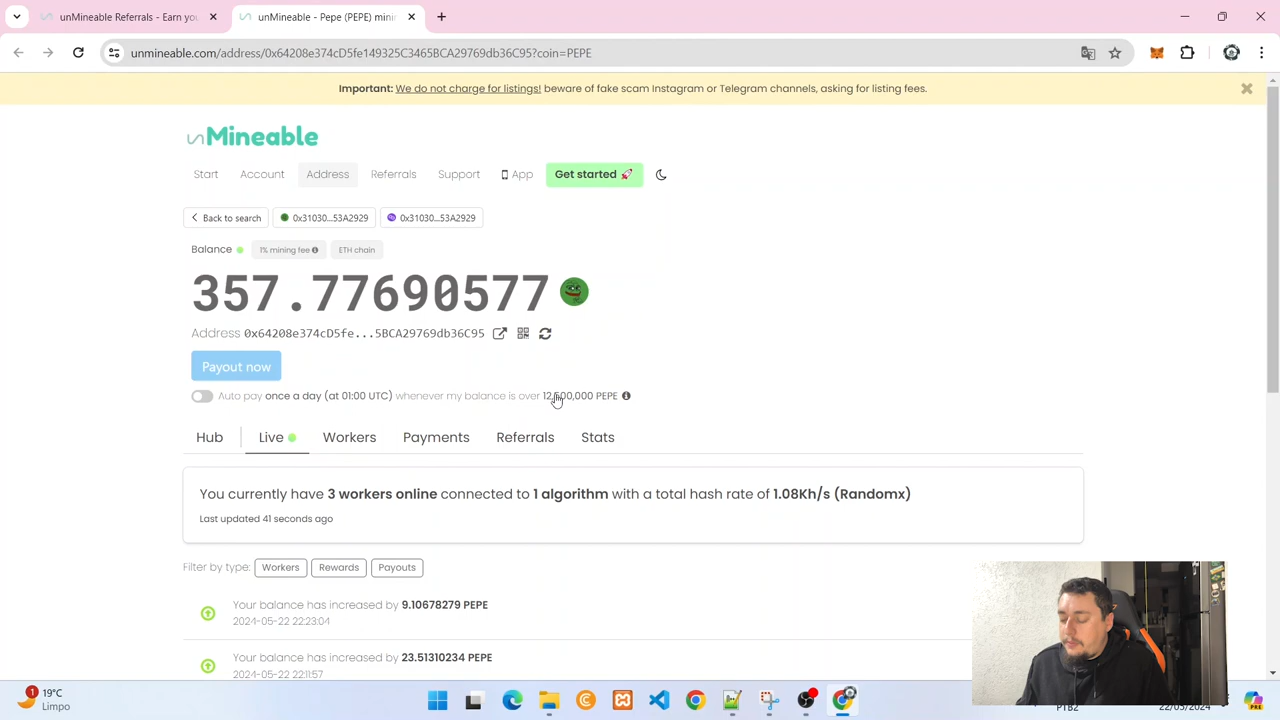 unMineable Referrals - Earn you
unMineable - Pepe (PEPE) mini
unmineable.com/address/0x64208e374cD5fe149325C3465BCA29769db36C95?coin=PEPE
Important: We do not charge for listings! beware of fake scam Instagram or Telegram channels, asking for listing fees.
unMineable
Start Account Address Referrals Support App Get started 🚀
Back to search 0x31030...53A2929 0x31030...53A2929
Balance 1% mining fee ETH chain
357.77690577
Address 0x64208e374cD5fe...5BCA29769db36C95
Payout now
Auto pay once a day (at 01:00 UTC) whenever my balance is over 12,500,000 PEPE
Hub Live Workers Payments Referrals Stats
You currently have 3 workers online connected to 1 algorithm with a total hash rate of 1.08Kh/s (Randomx)
Last updated 41 seconds ago
Filter by type: Workers Rewards Payouts
Your balance has increased by 9.10678279 PEPE
2024-05-22 22:23:04
Your balance has increased by 23.51310234 PEPE
2024-05-22 22:11:57
1
19°C
Limpo
PTB2
22/05/2024
PRE